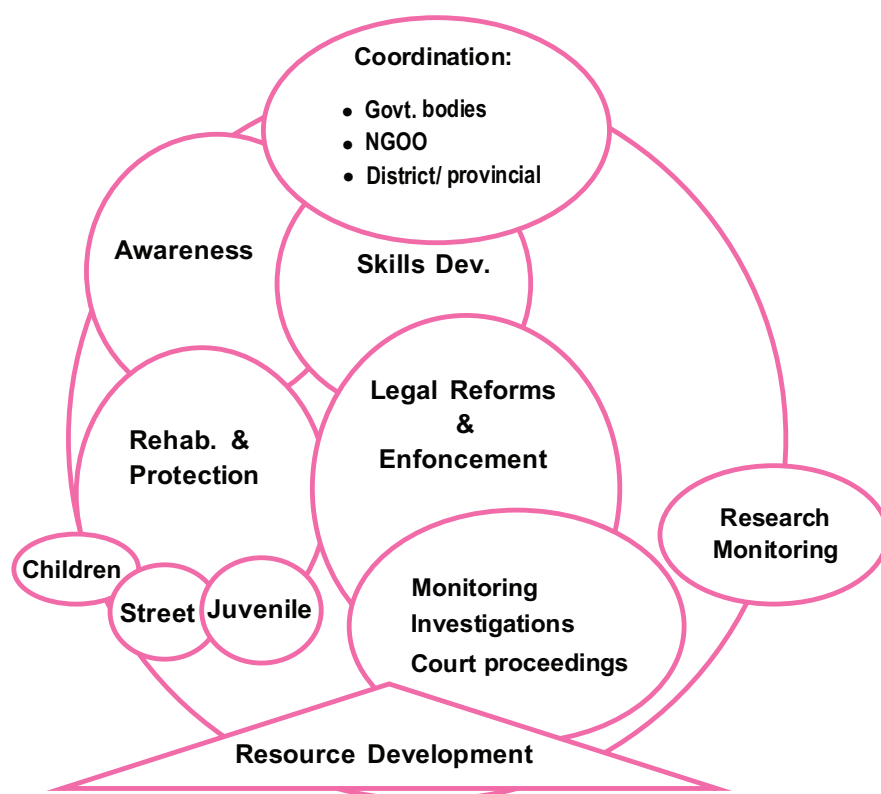 Coordination:
• Govt. bodies
• NGOO
• District/ provincial
Awareness
Skills Dev.
Legal Reforms
&
Enfoncement
Rehab. &
Protection
Research
Monitoring
Children
Street
Juvenile
Monitoring
Investigations
Court proceedings
Resource Development